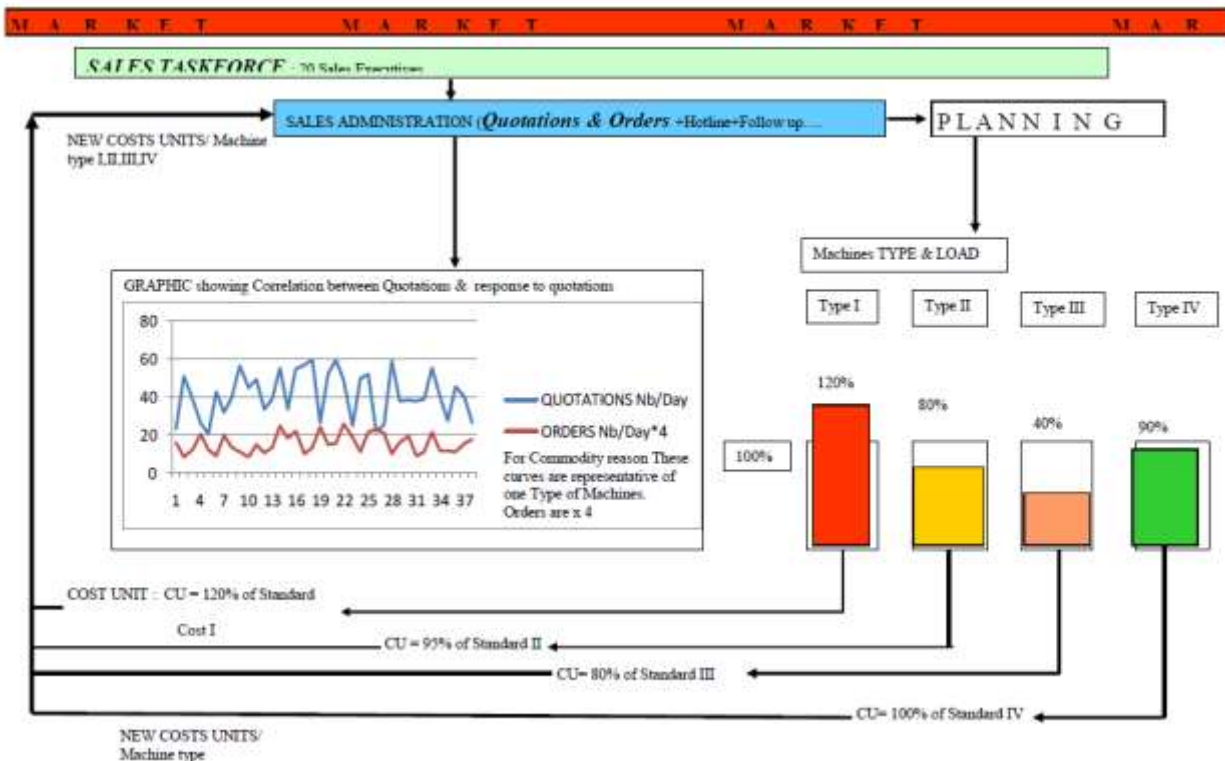 M A R K E T M A R K E T M A R K E T M A R
SALES TASKFORCE : 20 Sales Executives
SALES ADMINISTRATION (Quotations & Orders +Hotline+Follow up....
PLANNING
NEW COSTS UNITS/ Machine
type I,II,III,IV
Machines TYPE & LOAD
GRAPHIC showing Correlation between Quotations & response to quotations
Type I Type II Type III Type IV
80
60
40
20
0
1 4 7 10 13 16 19 22 25 28 31 34 37
QUOTATIONS Nb/Day
ORDERS Nb/Day*4
For Commodity reason These
curves are representative of
one Type of Machines.
Orders are x 4
120%
80%
40%
90%
100%
COST UNIT : CU = 120% of Standard
Cost I
CU = 95% of Standard II
CU= 80% of Standard III
CU= 100% of Standard IV
NEW COSTS UNITS/
Machine type